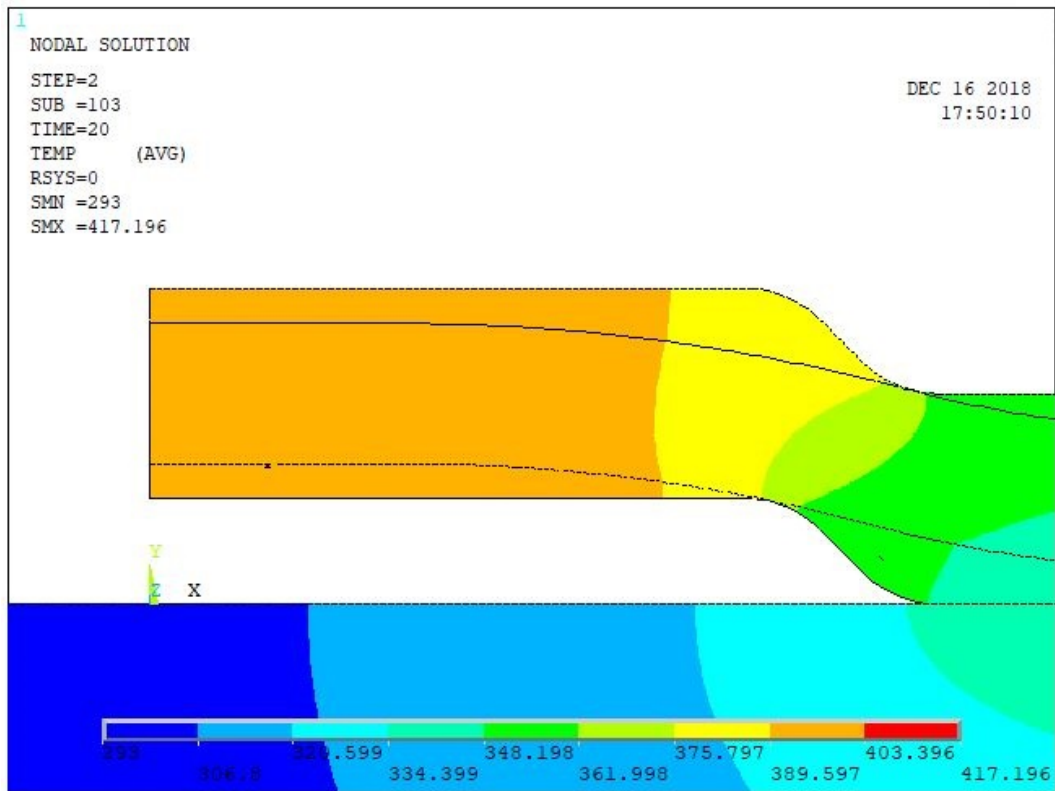 1
NODAL SOLUTION
STEP=2
SUB =103
TIME=20
TEMP (AVG)
RSYS=0
SMN =293
SMX =417.196
DEC 16 2018
17:50:10
Y
Z X
293 320.599 348.198 375.797 403.396
306.8 334.399 361.998 389.597 417.196